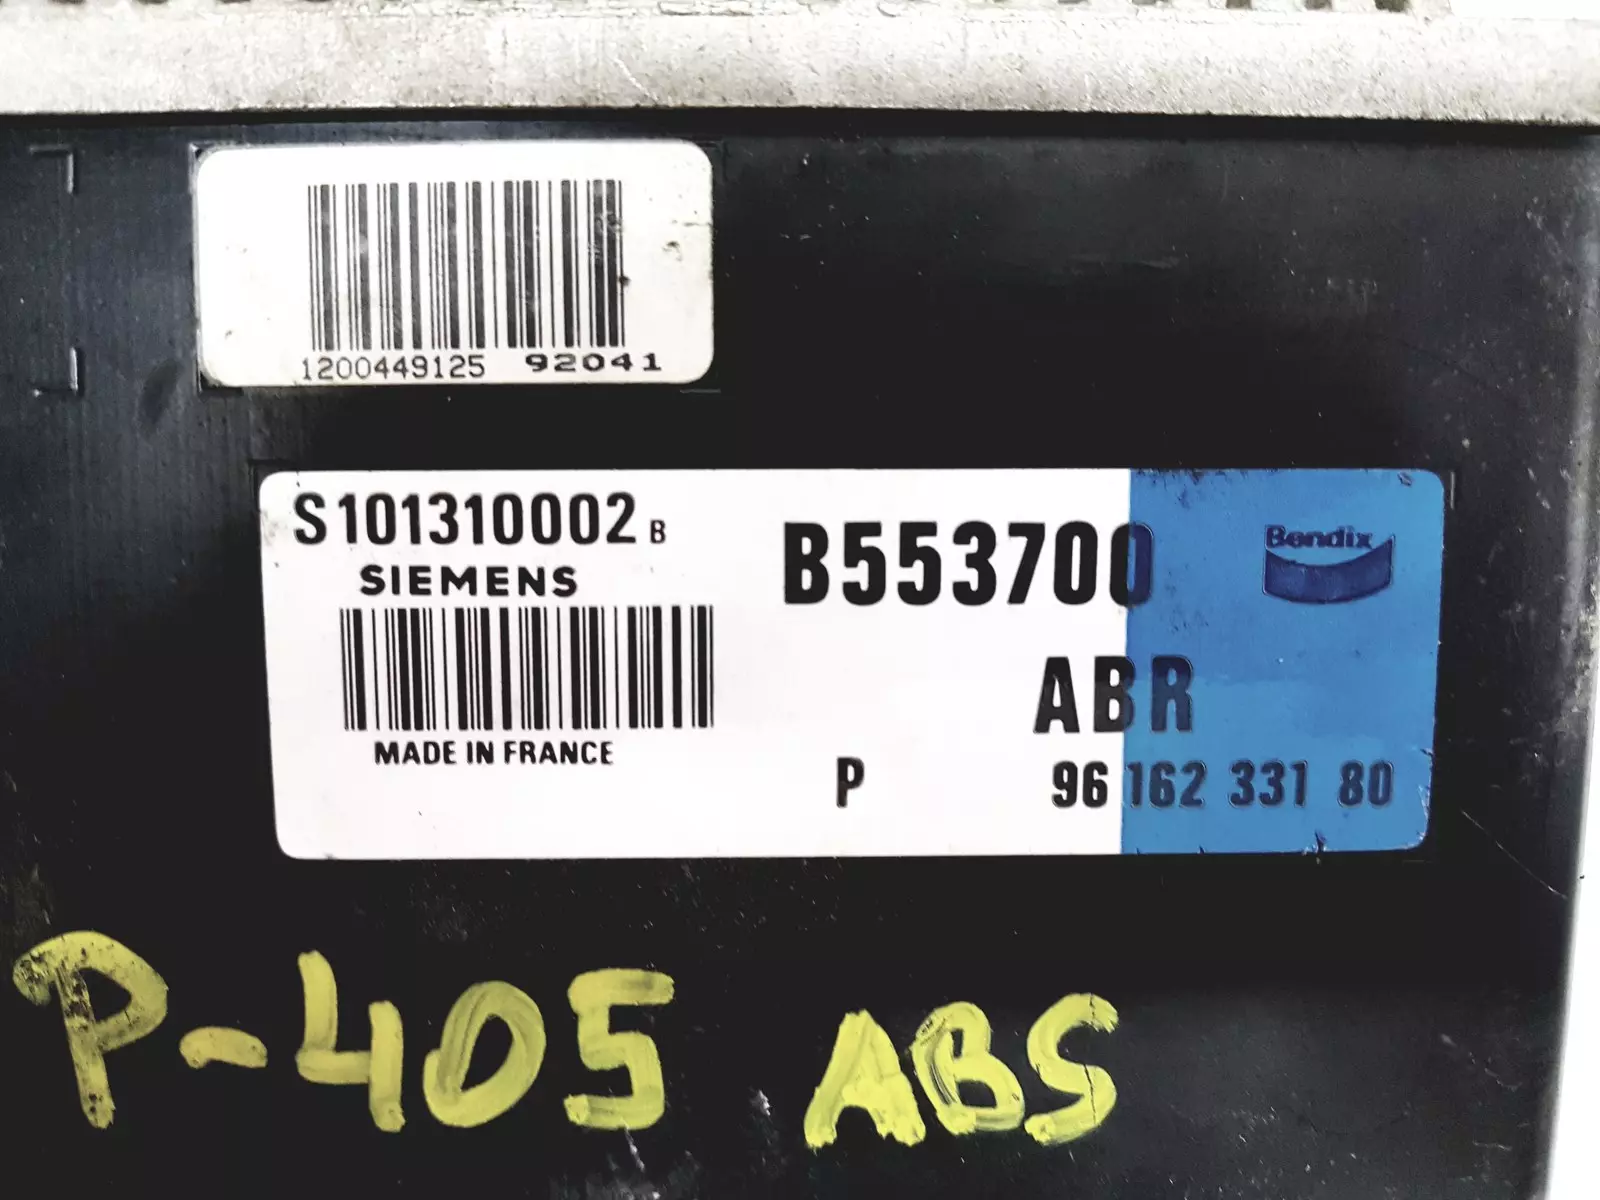 1200449125 92041
S101310002 B
SIEMENS
MADE IN FRANCE
B553700
Bendix
ABR
P 96 162 331 80
P-405 ABS